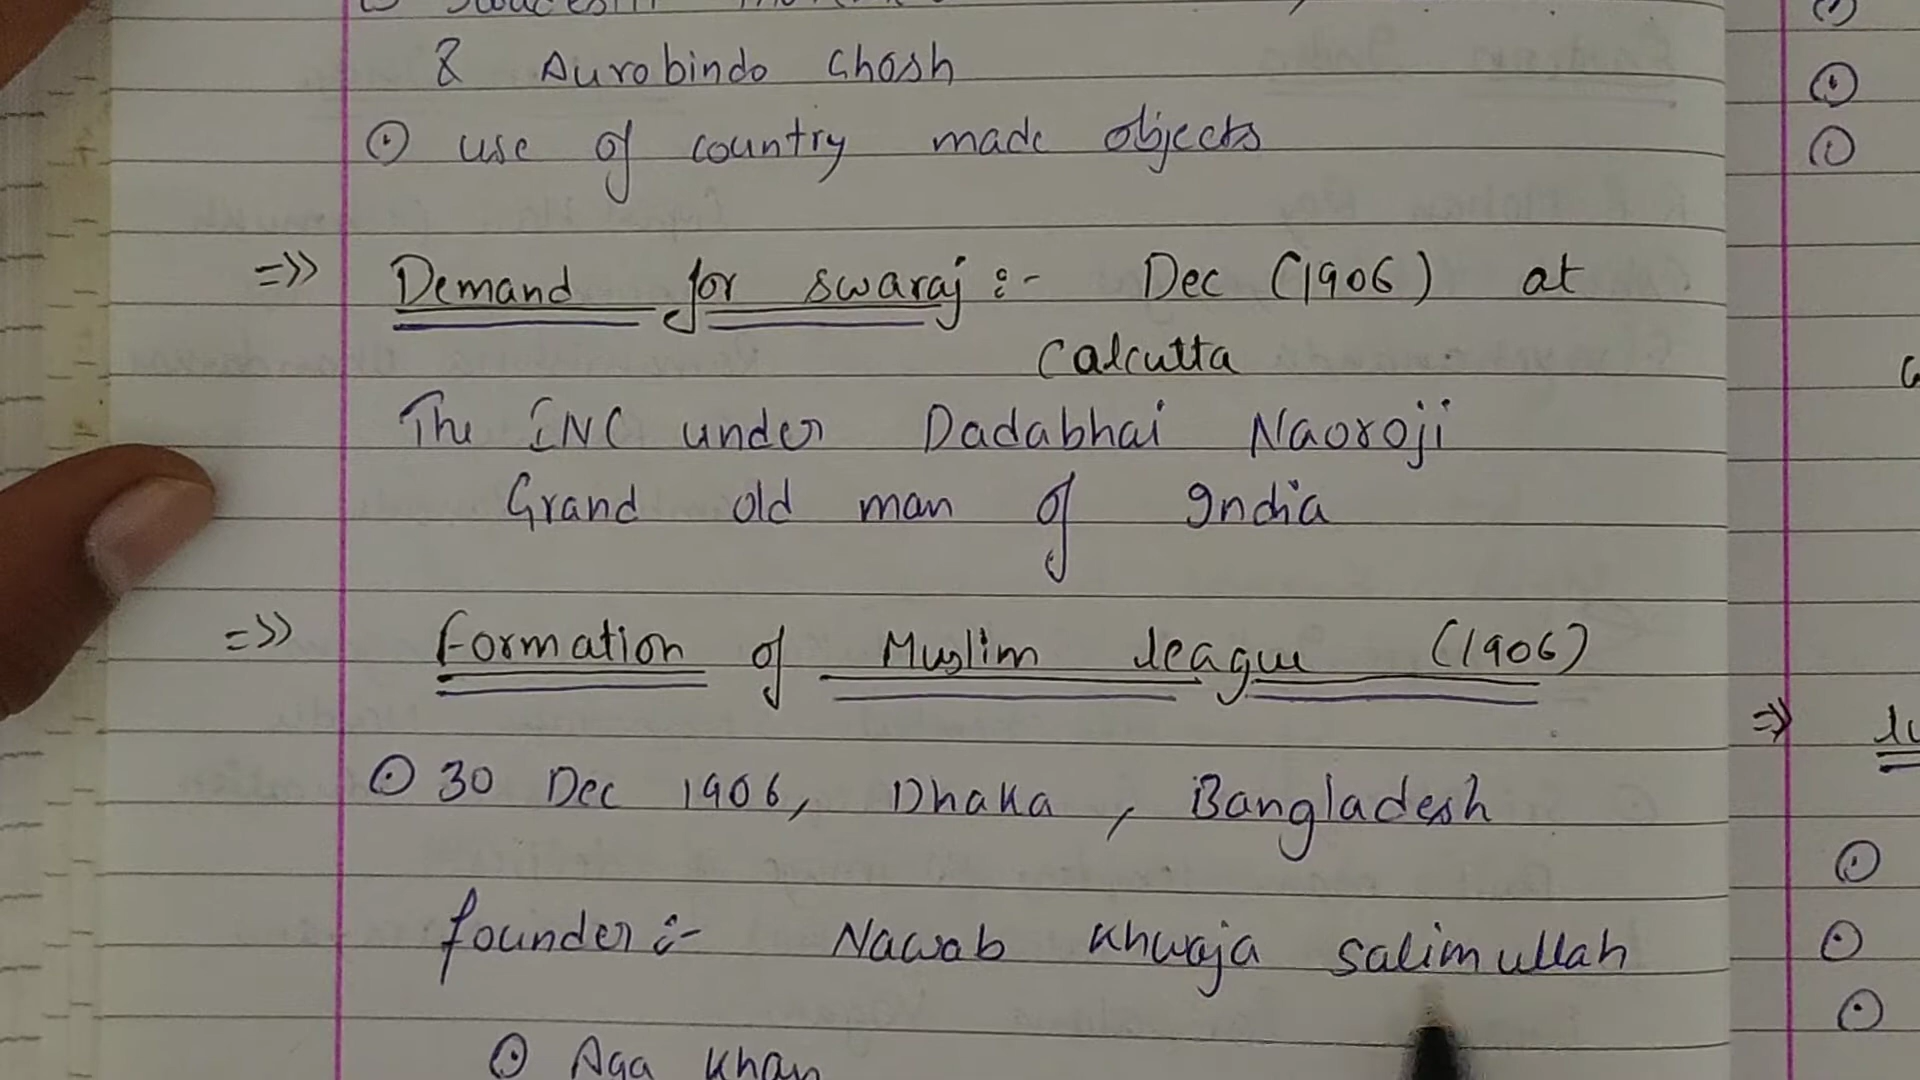 & Aurobindo Ghosh
⊙ use of country made objects
=>> Demand for swaraj :- Dec (1906) at
Calcutta
The INC under Dadabhai Naoroji
Grand old man of India
=>> Formation of Muslim league (1906)
⊙ 30 Dec 1906, Dhaka, Bangladesh
founder :- Nawab Khwaja Salimullah
⊙ Aga Khan